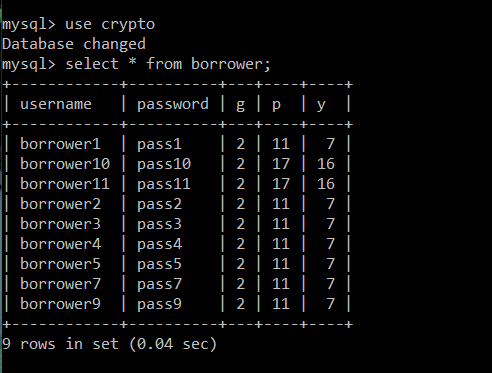 mysql> use crypto
Database changed
mysql> select * from borrower;
+------------+----------+---+----+----+
| username   | password | g | p  | y  |
+------------+----------+---+----+----+
| borrower1  | pass1    | 2 | 11 |  7 |
| borrower10 | pass10   | 2 | 17 | 16 |
| borrower11 | pass11   | 2 | 17 | 16 |
| borrower2  | pass2    | 2 | 11 |  7 |
| borrower3  | pass3    | 2 | 11 |  7 |
| borrower4  | pass4    | 2 | 11 |  7 |
| borrower5  | pass5    | 2 | 11 |  7 |
| borrower7  | pass7    | 2 | 11 |  7 |
| borrower9  | pass9    | 2 | 11 |  7 |
+------------+----------+---+----+----+
9 rows in set (0.04 sec)